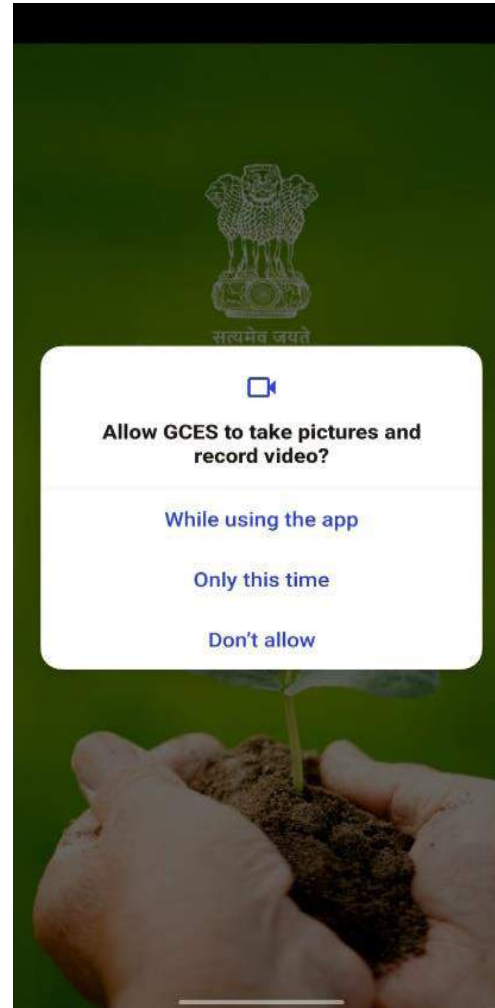 सत्यमेव जयते
Allow GCES to take pictures and
record video?
While using the app
Only this time
Don't allow